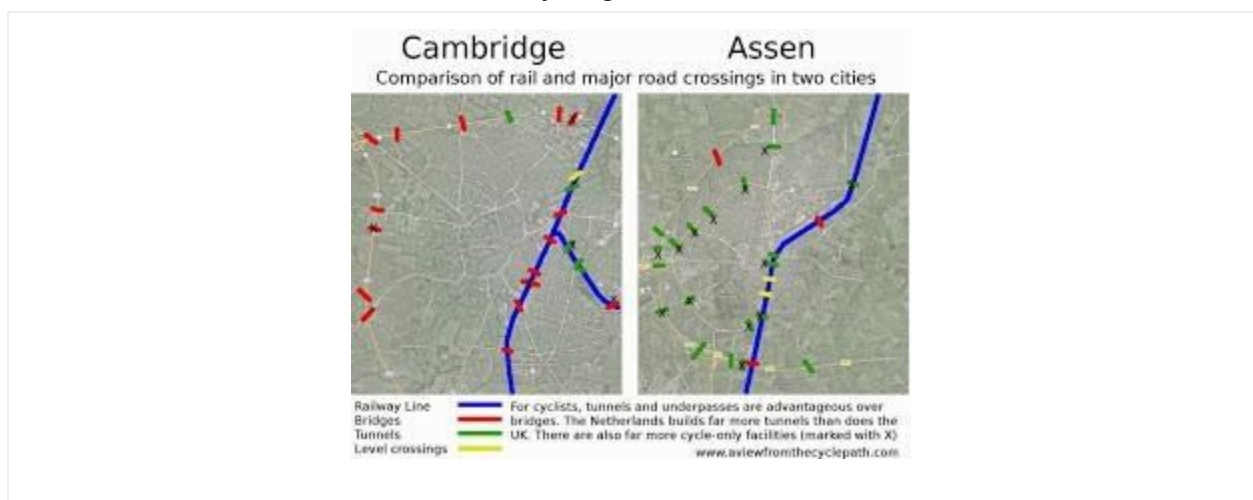 Cambridge
Assen
Comparison of rail and major road crossings in two cities
Railway Line
Bridges
Tunnels
Level crossings
For cyclists, tunnels and underpasses are advantageous over
bridges. The Netherlands builds far more tunnels than does the
UK. There are also far more cycle-only facilities (marked with X)
www.aviewfromthecyclepath.com